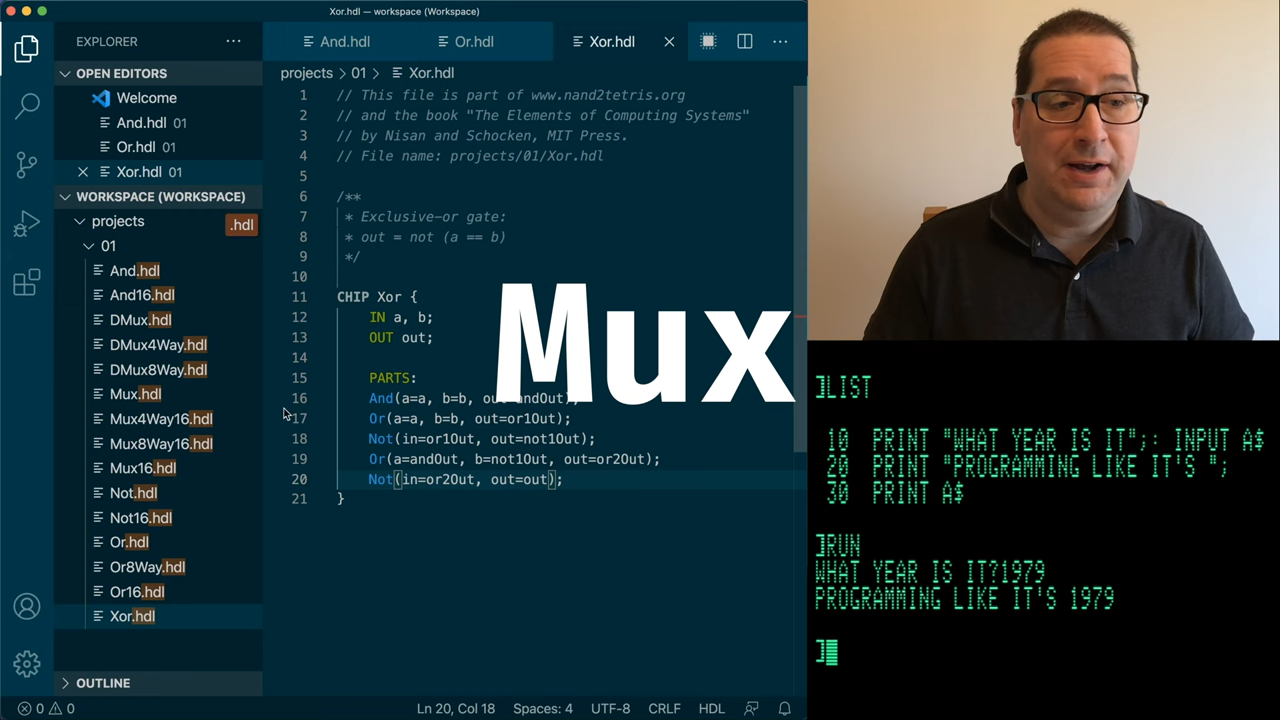 Xor.hdl — workspace (Workspace)
EXPLORER
OPEN EDITORS
Welcome
And.hdl 01
Or.hdl 01
Xor.hdl 01
WORKSPACE (WORKSPACE)
projects
.hdl
01
And.hdl
And16.hdl
DMux.hdl
DMux4Way.hdl
DMux8Way.hdl
Mux.hdl
Mux4Way16.hdl
Mux8Way16.hdl
Mux16.hdl
Not.hdl
Not16.hdl
Or.hdl
Or8Way.hdl
Or16.hdl
Xor.hdl
OUTLINE
And.hdl
Or.hdl
Xor.hdl
projects > 01 > Xor.hdl
1 // This file is part of www.nand2tetris.org
2 // and the book "The Elements of Computing Systems"
3 // by Nisan and Schocken, MIT Press.
4 // File name: projects/01/Xor.hdl
5
6 /**
7 * Exclusive-or gate:
8 * out = not (a == b)
9 */
10
11 CHIP Xor {
12 IN a, b;
13 OUT out;
14
15 PARTS:
16 And(a=a, b=b, out=andOut);
17 Or(a=a, b=b, out=or1Out);
18 Not(in=or1Out, out=not1Out);
19 Or(a=andOut, b=not1Out, out=or2Out);
20 Not(in=or2Out, out=out);
21 }
Mux
0 0
Ln 20, Col 18
Spaces: 4
UTF-8
CRLF
HDL
]LIST
10 PRINT "WHAT YEAR IS IT";: INPUT A$
20 PRINT "PROGRAMMING LIKE IT'S ";
30 PRINT A$
]RUN
WHAT YEAR IS IT?1979
PROGRAMMING LIKE IT'S 1979
]